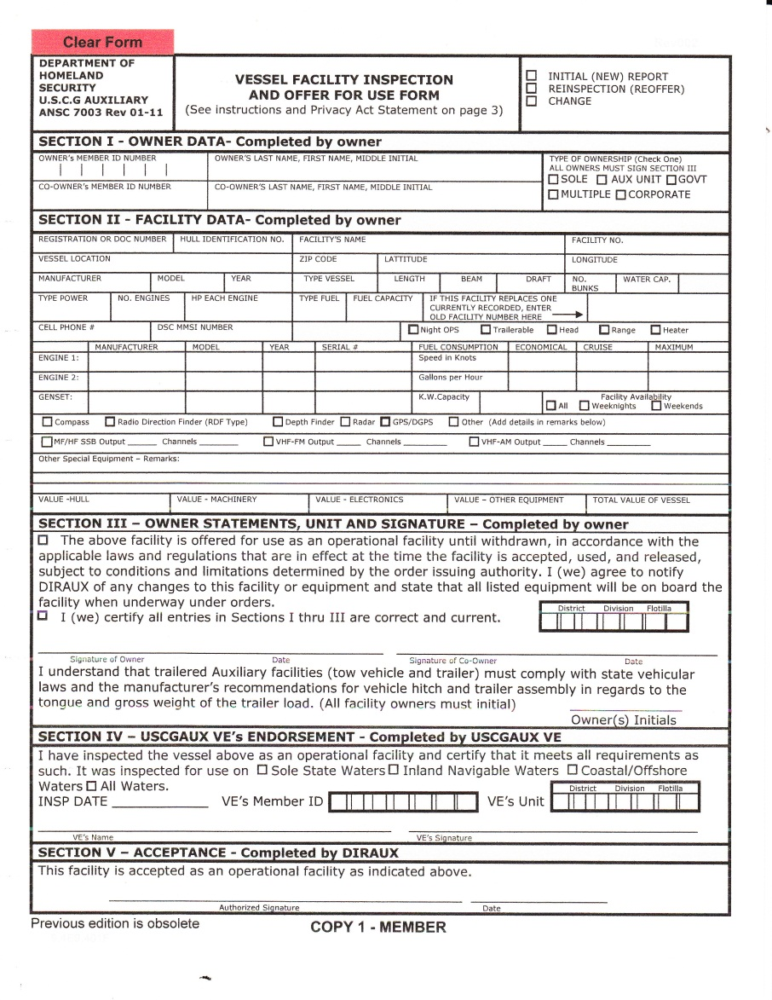 Clear Form
DEPARTMENT OF
HOMELAND
SECURITY
U.S.C.G AUXILIARY
ANSC 7003 Rev 01-11
VESSEL FACILITY INSPECTION
AND OFFER FOR USE FORM
(See instructions and Privacy Act Statement on page 3)
INITIAL (NEW) REPORT
REINSPECTION (REOFFER)
CHANGE
SECTION I - OWNER DATA- Completed by owner
OWNER's MEMBER ID NUMBER
OWNER'S LAST NAME, FIRST NAME, MIDDLE INITIAL
TYPE OF OWNERSHIP (Check One)
ALL OWNERS MUST SIGN SECTION III
SOLE AUX UNIT GOVT
MULTIPLE CORPORATE
CO-OWNER's MEMBER ID NUMBER
CO-OWNER'S LAST NAME, FIRST NAME, MIDDLE INITIAL
SECTION II - FACILITY DATA- Completed by owner
REGISTRATION OR DOC NUMBER HULL IDENTIFICATION NO. FACILITY'S NAME FACILITY NO.
VESSEL LOCATION ZIP CODE LATTITUDE LONGITUDE
MANUFACTURER MODEL YEAR TYPE VESSEL LENGTH BEAM DRAFT NO. BUNKS WATER CAP.
TYPE POWER NO. ENGINES HP EACH ENGINE TYPE FUEL FUEL CAPACITY
IF THIS FACILITY REPLACES ONE
CURRENTLY RECORDED, ENTER
OLD FACILITY NUMBER HERE
CELL PHONE # DSC MMSI NUMBER Night OPS Trailerable Head Range Heater
MANUFACTURER MODEL YEAR SERIAL # FUEL CONSUMPTION ECONOMICAL CRUISE MAXIMUM
ENGINE 1: Speed in Knots
ENGINE 2: Gallons per Hour
GENSET: K.W.Capacity Facility Availability
All Weeknights Weekends
Compass Radio Direction Finder (RDF Type) Depth Finder Radar GPS/DGPS Other (Add details in remarks below)
MF/HF SSB Output ______ Channels ________ VHF-FM Output _____ Channels _________ VHF-AM Output _____ Channels _________
Other Special Equipment – Remarks:
VALUE -HULL VALUE - MACHINERY VALUE - ELECTRONICS VALUE – OTHER EQUIPMENT TOTAL VALUE OF VESSEL
SECTION III – OWNER STATEMENTS, UNIT AND SIGNATURE – Completed by owner
The above facility is offered for use as an operational facility until withdrawn, in accordance with the
applicable laws and regulations that are in effect at the time the facility is accepted, used, and released,
subject to conditions and limitations determined by the order issuing authority. I (we) agree to notify
DIRAUX of any changes to this facility or equipment and state that all listed equipment will be on board the
facility when underway under orders.
I (we) certify all entries in Sections I thru III are correct and current.
District Division Flotilla
Signature of Owner Date Signature of Co-Owner Date
I understand that trailered Auxiliary facilities (tow vehicle and trailer) must comply with state vehicular
laws and the manufacturer's recommendations for vehicle hitch and trailer assembly in regards to the
tongue and gross weight of the trailer load. (All facility owners must initial)
Owner(s) Initials
SECTION IV – USCGAUX VE's ENDORSEMENT - Completed by USCGAUX VE
I have inspected the vessel above as an operational facility and certify that it meets all requirements as
such. It was inspected for use on Sole State Waters Inland Navigable Waters Coastal/Offshore
Waters All Waters.
INSP DATE ____________ VE's Member ID VE's Unit
District Division Flotilla
VE's Name VE's Signature
SECTION V – ACCEPTANCE - Completed by DIRAUX
This facility is accepted as an operational facility as indicated above.
Authorized Signature Date
Previous edition is obsolete
COPY 1 - MEMBER